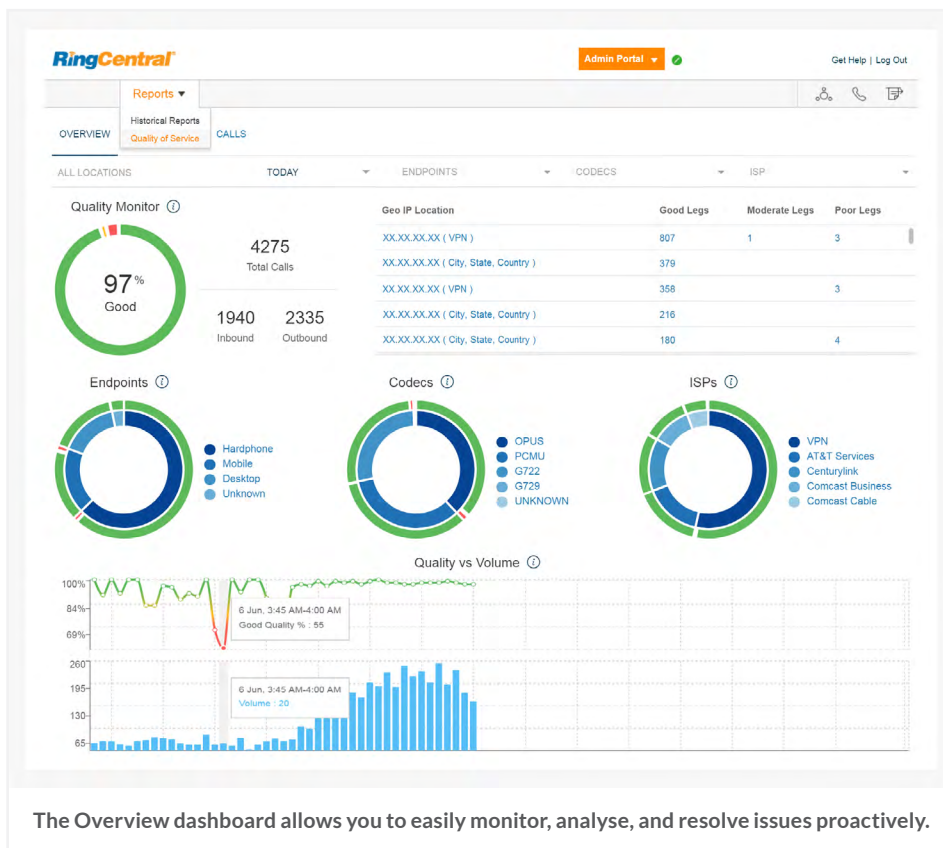 RingCentral®
Admin Portal
Get Help | Log Out
Reports
Historical Reports
Quality of Service
OVERVIEW
CALLS
ALL LOCATIONS TODAY ENDPOINTS CODECS ISP
Quality Monitor
97%
Good
4275
Total Calls
1940 2335
Inbound Outbound
Geo IP Location Good Legs Moderate Legs Poor Legs
XX.XX.XX.XX ( VPN ) 807 1 3
XX.XX.XX.XX ( City, State, Country ) 379
XX.XX.XX.XX ( VPN ) 358 3
XX.XX.XX.XX ( City, State, Country ) 216
XX.XX.XX.XX ( City, State, Country ) 180 4
Endpoints
Hardphone
Mobile
Desktop
Unknown
Codecs
OPUS
PCMU
G722
G729
UNKNOWN
ISPs
VPN
AT&T Services
Centurylink
Comcast Business
Comcast Cable
Quality vs Volume
100%
84%
69%
6 Jun, 3:45 AM-4:00 AM
Good Quality % : 55
260
195
130
65
6 Jun, 3:45 AM-4:00 AM
Volume : 20
The Overview dashboard allows you to easily monitor, analyse, and resolve issues proactively.